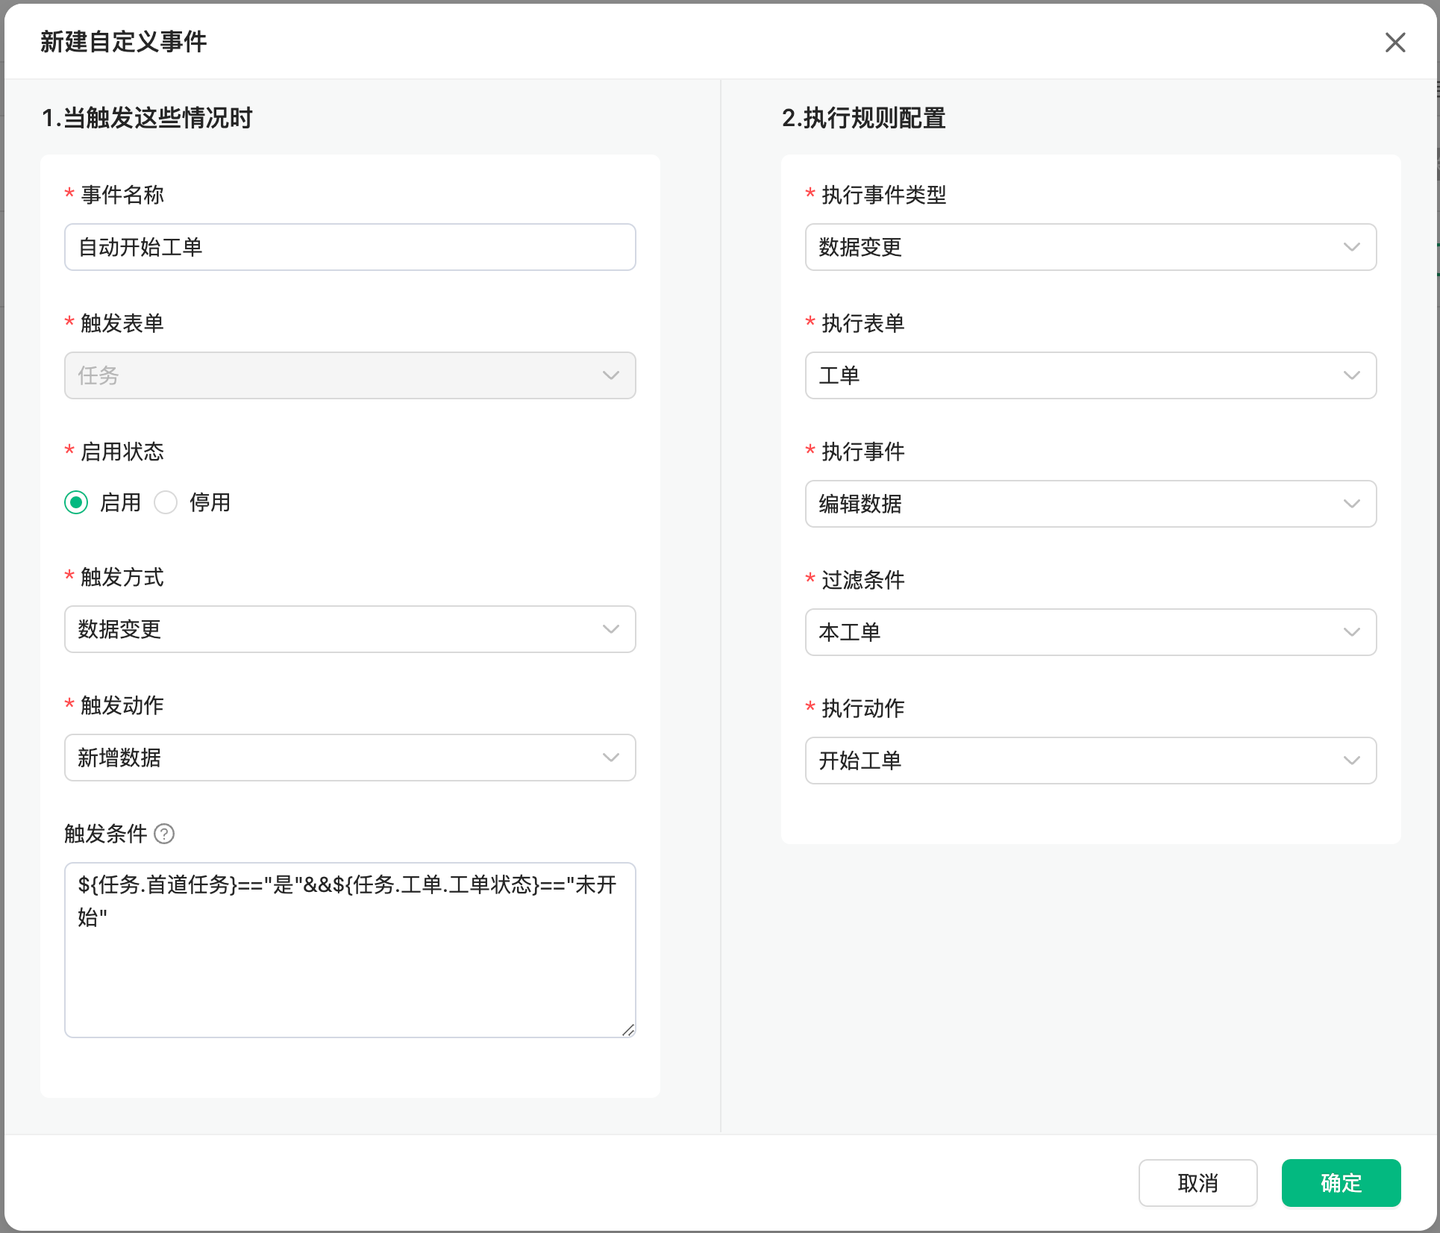 新建自定义事件
1.当触发这些情况时
* 事件名称
自动开始工单
* 触发表单
任务
* 启用状态
启用 停用
* 触发方式
数据变更
* 触发动作
新增数据
触发条件 ?
${任务.首道任务}=="是"&&${任务.工单.工单状态}=="未开
始"
2.执行规则配置
* 执行事件类型
数据变更
* 执行表单
工单
* 执行事件
编辑数据
* 过滤条件
本工单
* 执行动作
开始工单
取消 确定